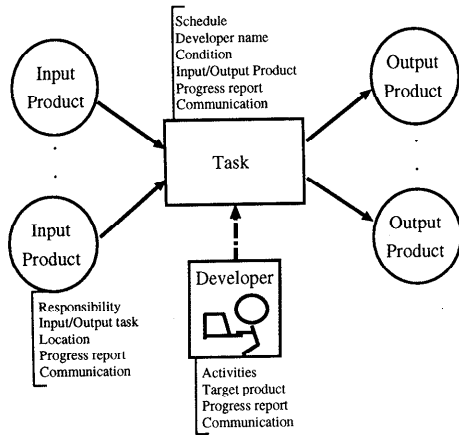 Schedule
Developer name
Condition
Input/Output Product
Progress report
Communication
Input
Product
Output
Product
Task
Input
Product
Output
Product
Developer
Responsibility
Input/Output task
Location
Progress report
Communication
Activities
Target product
Progress report
Communication